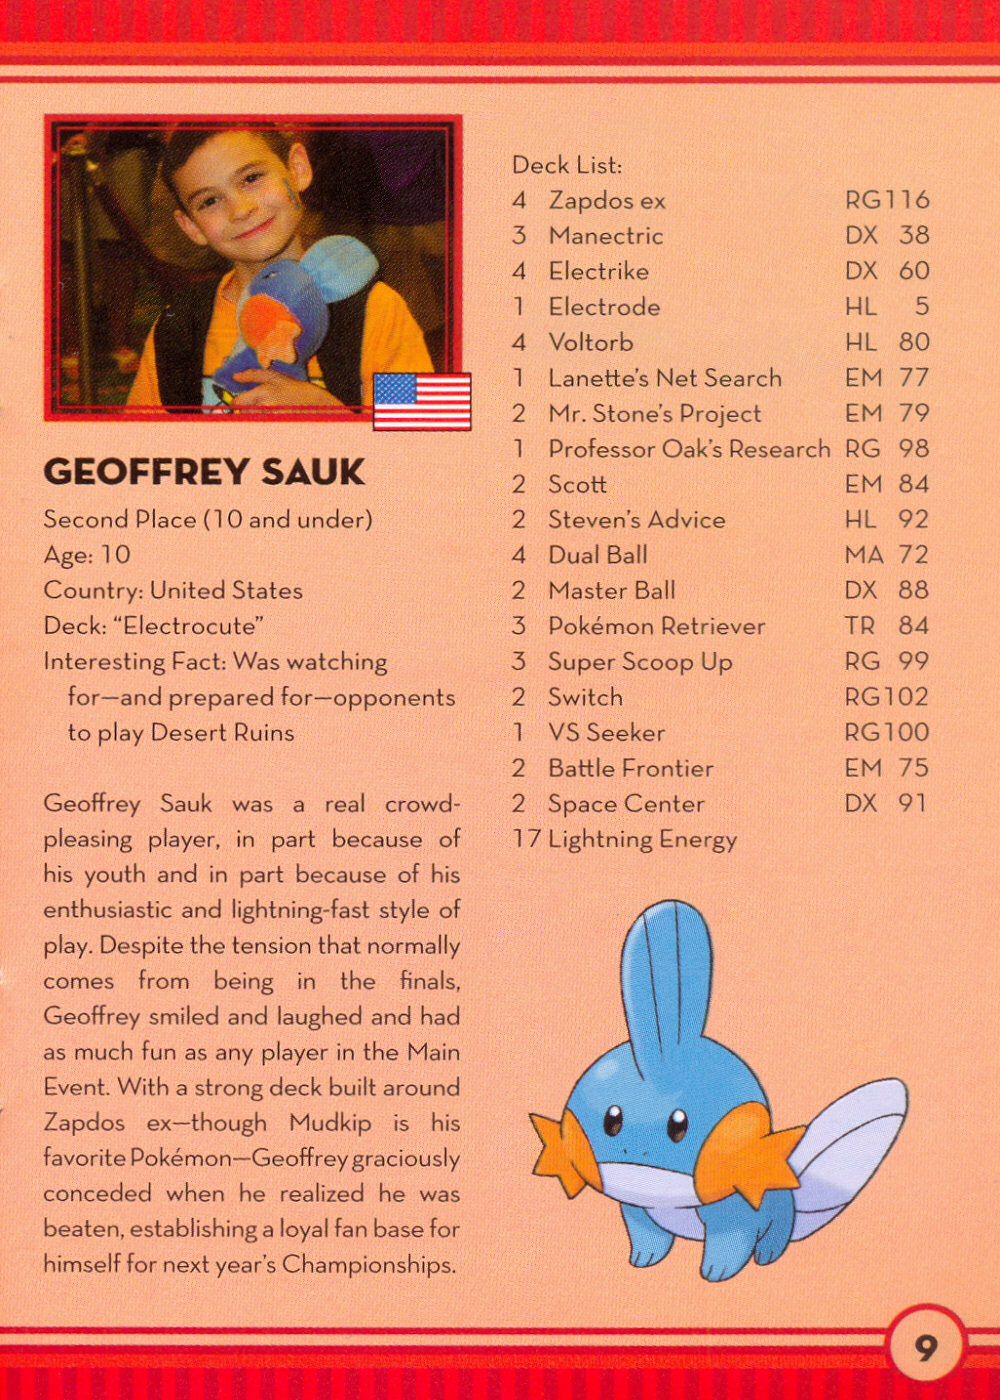 GEOFFREY SAUK
Second Place (10 and under)
Age: 10
Country: United States
Deck: “Electrocute”
Interesting Fact: Was watching
for—and prepared for—opponents
to play Desert Ruins
Geoffrey Sauk was a real crowd-
pleasing player, in part because of
his youth and in part because of his
enthusiastic and lightning-fast style of
play. Despite the tension that normally
comes from being in the finals,
Geoffrey smiled and laughed and had
as much fun as any player in the Main
Event. With a strong deck built around
Zapdos ex—though Mudkip is his
favorite Pokémon—Geoffrey graciously
conceded when he realized he was
beaten, establishing a loyal fan base for
himself for next year’s Championships.
Deck List:
4 Zapdos ex RG 116
3 Manectric DX 38
4 Electrike DX 60
1 Electrode HL 5
4 Voltorb HL 80
1 Lanette’s Net Search EM 77
2 Mr. Stone’s Project EM 79
1 Professor Oak’s Research RG 98
2 Scott EM 84
2 Steven’s Advice HL 92
4 Dual Ball MA 72
2 Master Ball DX 88
3 Pokémon Retriever TR 84
3 Super Scoop Up RG 99
2 Switch RG 102
1 VS Seeker RG 100
2 Battle Frontier EM 75
2 Space Center DX 91
17 Lightning Energy
9